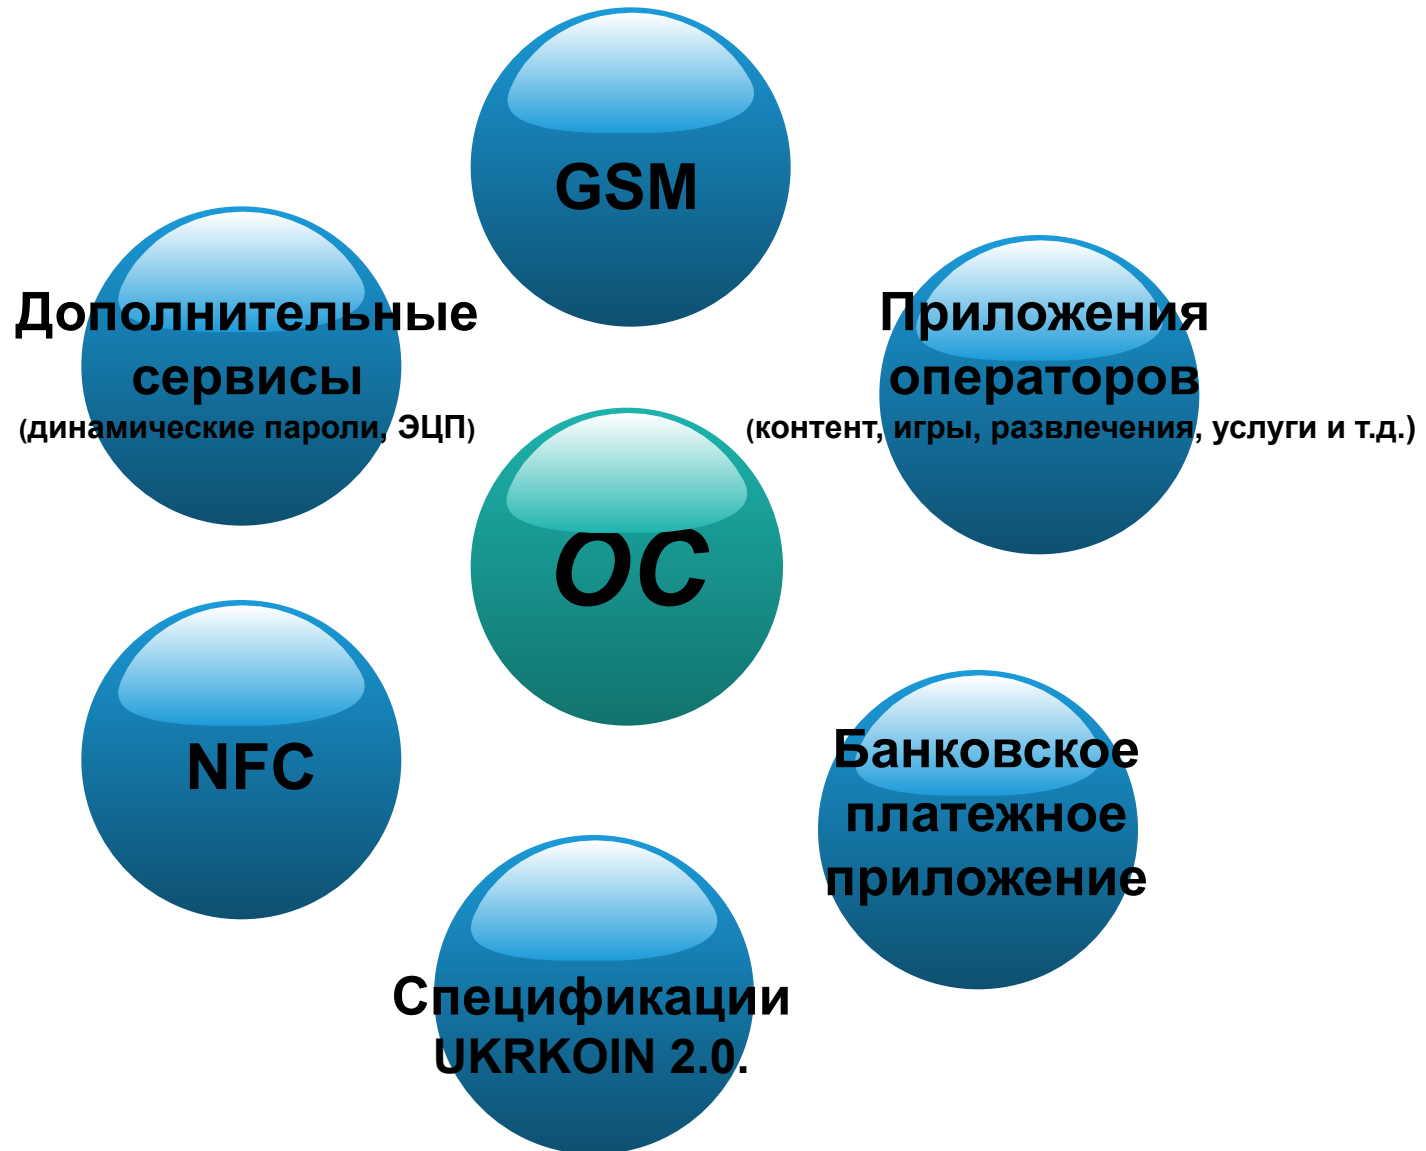 GSM
Дополнительные
сервисы
(динамические пароли, ЭЦП)
Приложения
операторов
(контент, игры, развлечения, услуги и т.д.)
ОС
NFC
Банковское
платежное
приложение
Спецификации
UKRKOIN 2.0.